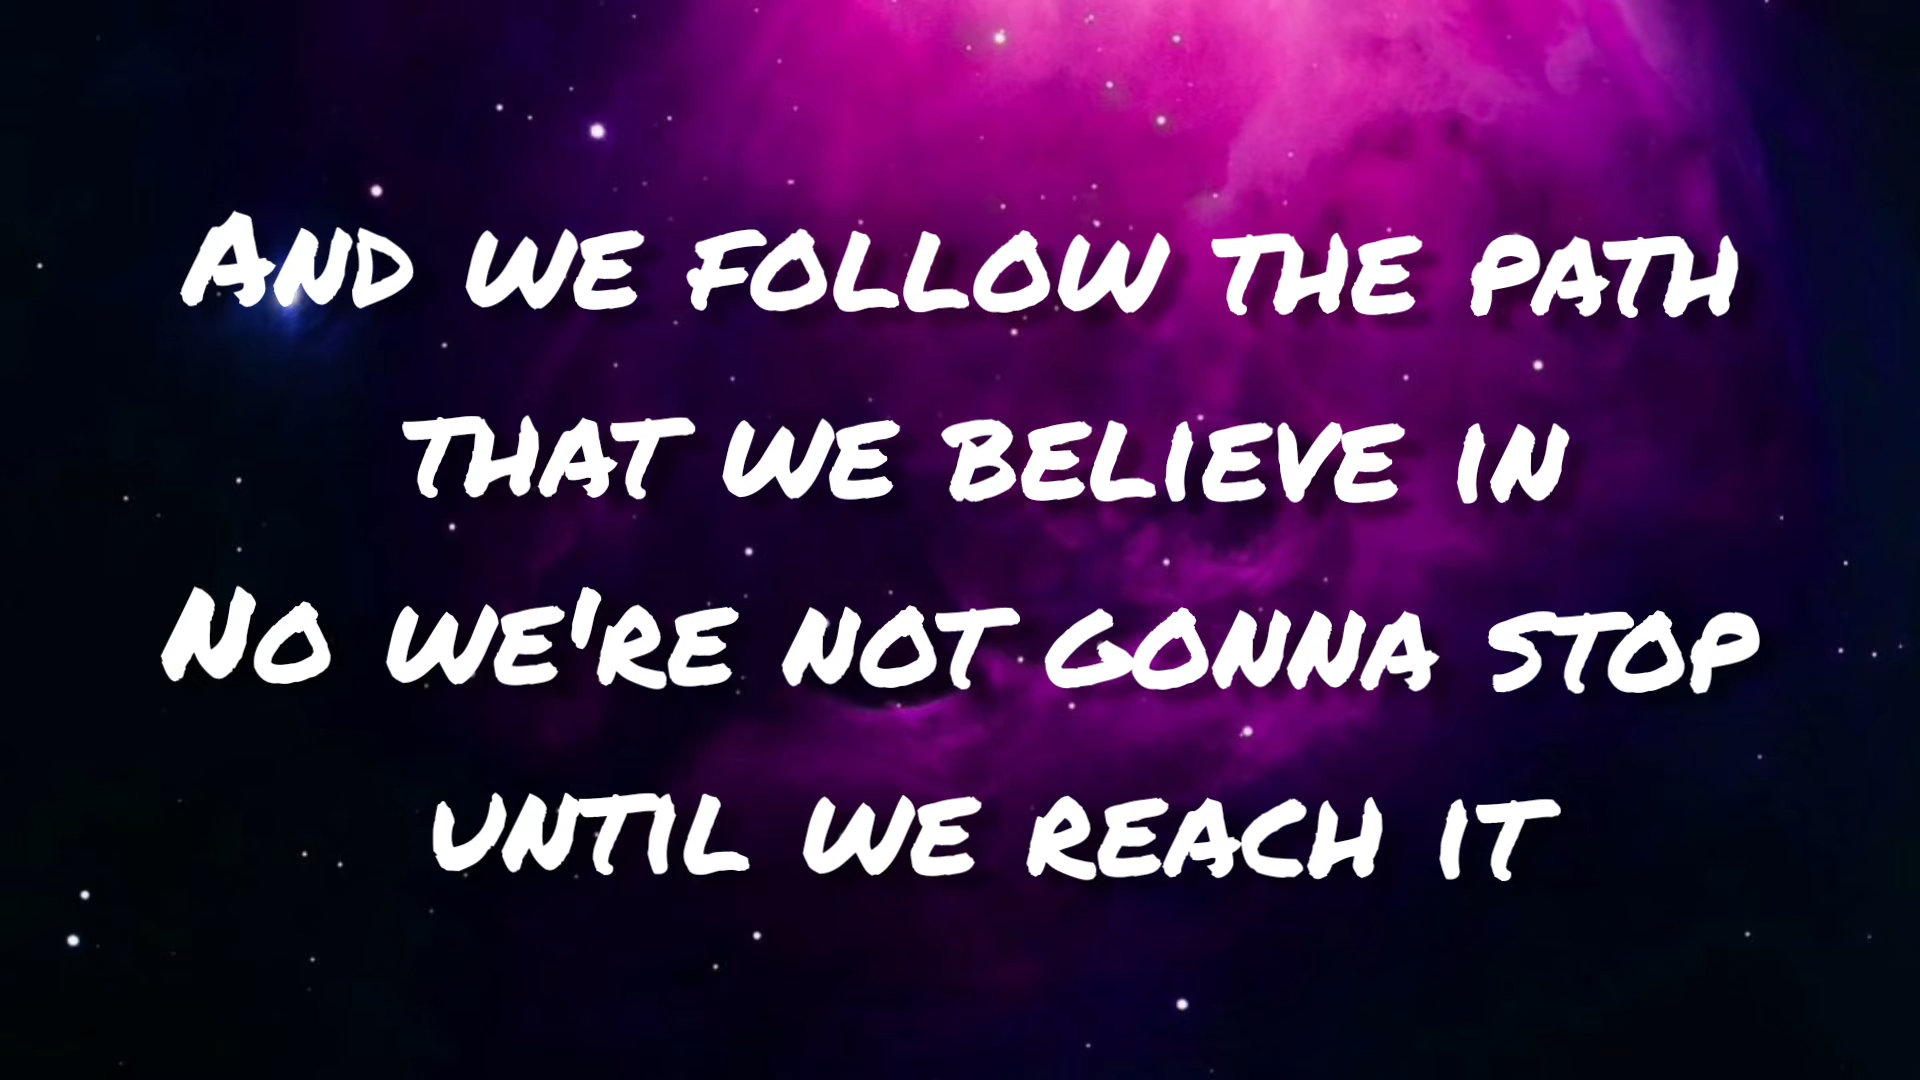 And we follow the path
that we believe in
No we're not gonna stop
until we reach it